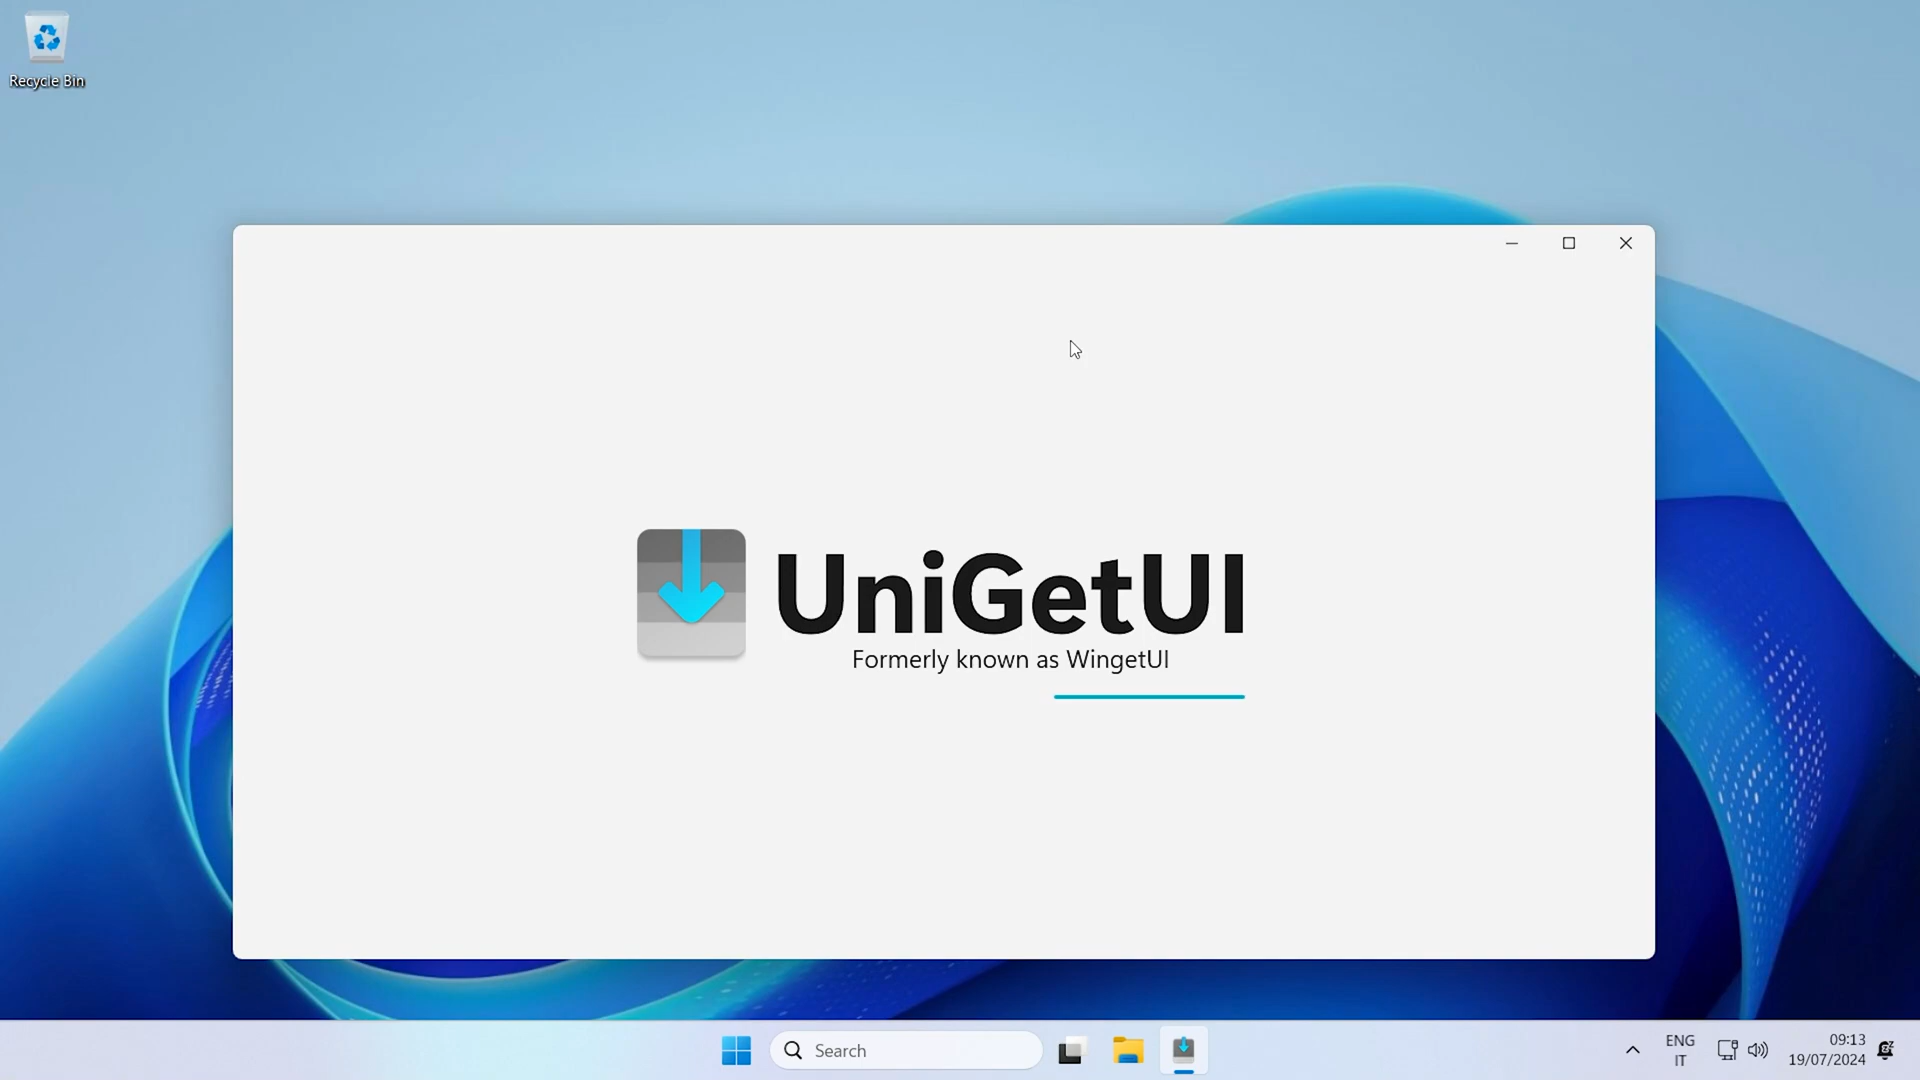 Recycle Bin
UniGetUI
Formerly known as WingetUI
Search
ENG
IT
09:13
19/07/2024